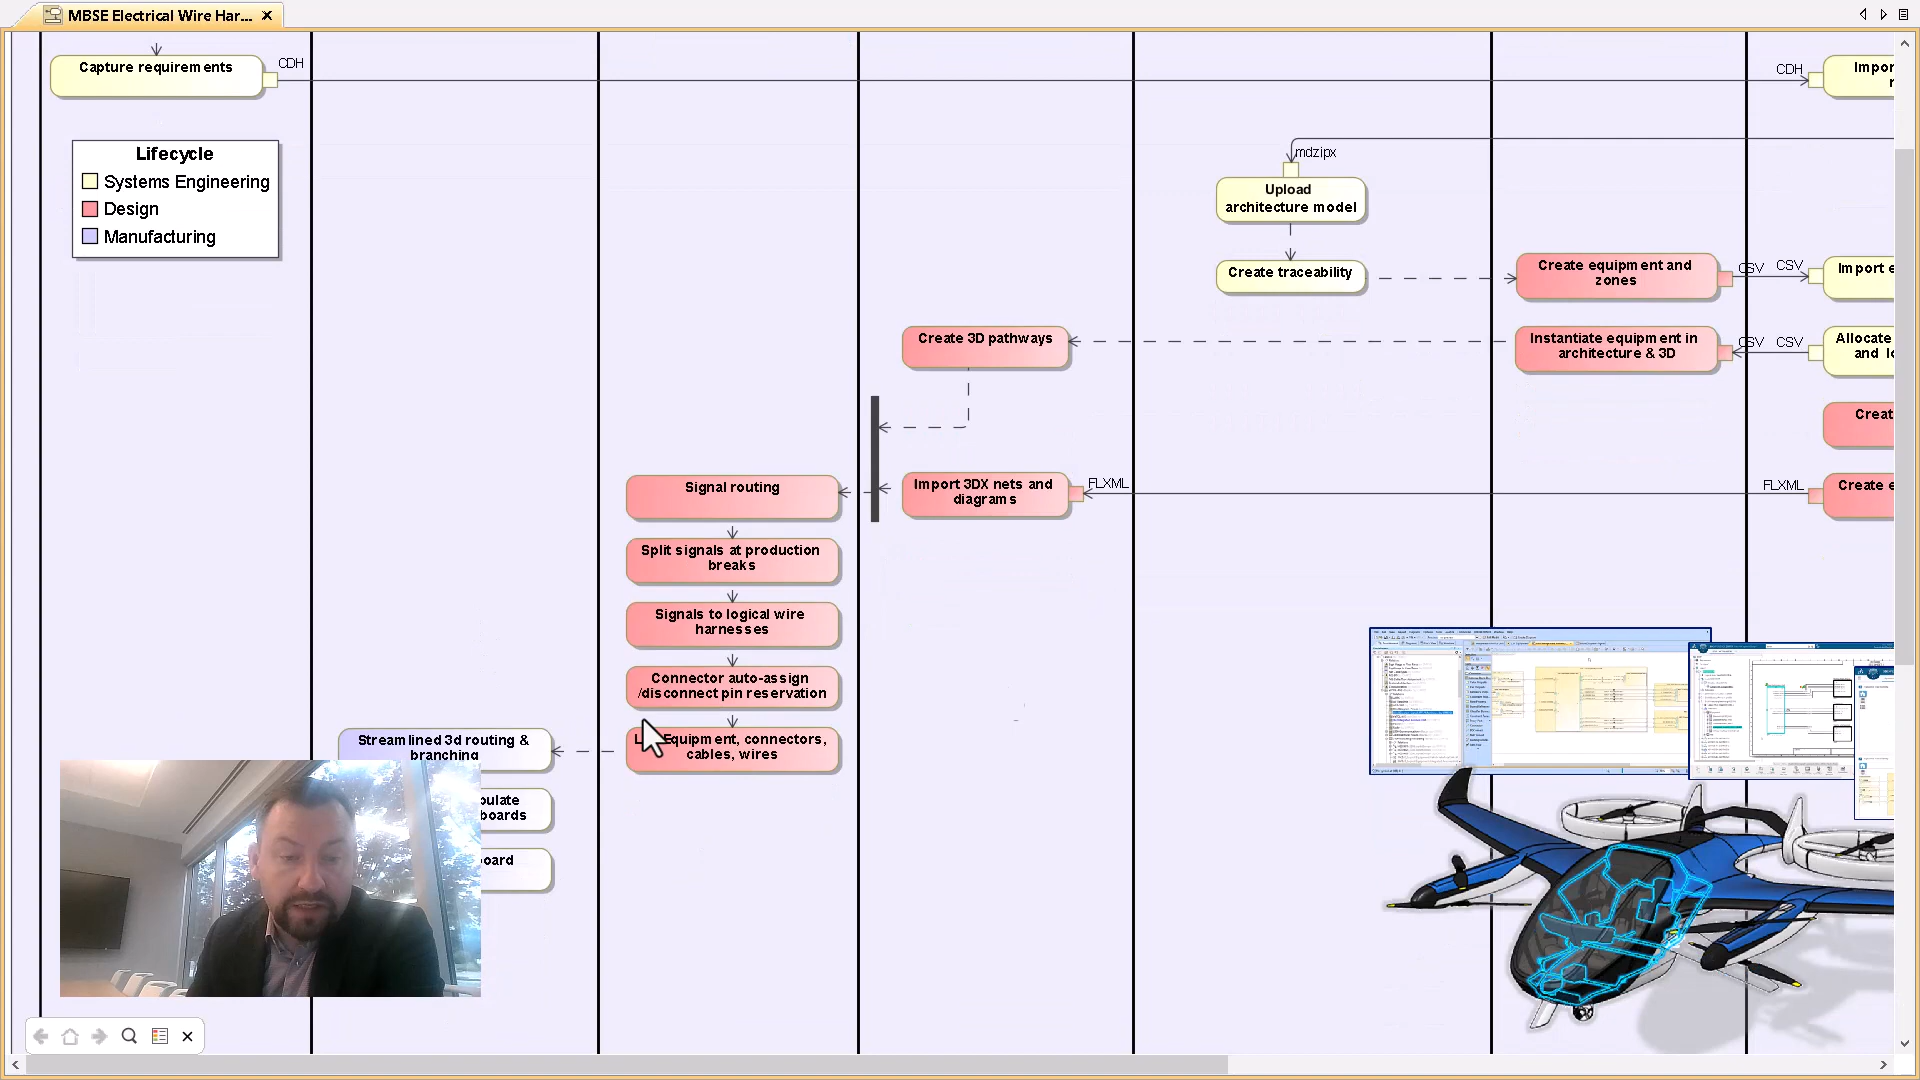 MBSE Electrical Wire Har...
Capture requirements
CDH
CDH
Impor
Lifecycle
Systems Engineering
Design
Manufacturing
mdzipx
Upload
architecture model
Create traceability
Create equipment and
zones
CSV
CSV
Import e
Create 3D pathways
Instantiate equipment in
architecture & 3D
CSV
CSV
Allocate
and lo
Creat
Signal routing
Import 3DX nets and
diagrams
FLXML
FLXML
Create e
Split signals at production
breaks
Signals to logical wire
harnesses
Connector auto-assign
/disconnect pin reservation
Equipment, connectors,
cables, wires
Streamlined 3d routing &
branching
pulate
boards
board